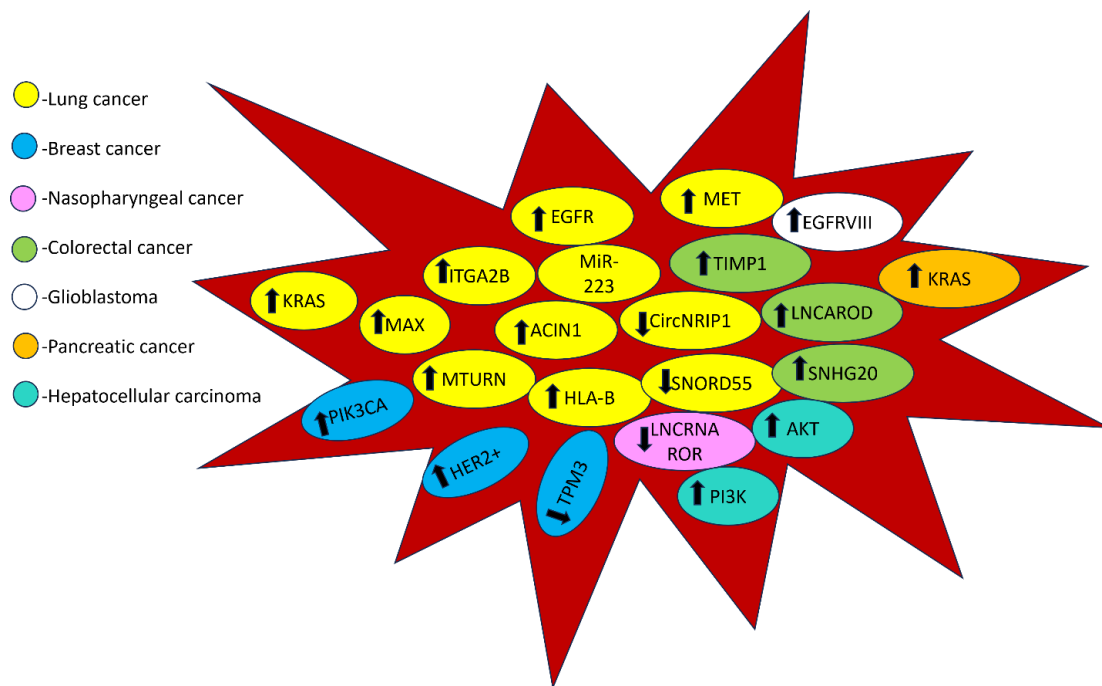 -Lung cancer
-Breast cancer
-Nasopharyngeal cancer
-Colorectal cancer
-Glioblastoma
-Pancreatic cancer
-Hepatocellular carcinoma
EGFR
MET
EGFRVIII
ITGA2B
MiR-
223
TIMP1
KRAS
KRAS
MAX
ACIN1
CircNRIP1
LNCAROD
MTURN
HLA-B
SNORD55
SNHG20
PIK3CA
HER2+
TPM3
LNCRNA
ROR
AKT
PI3K